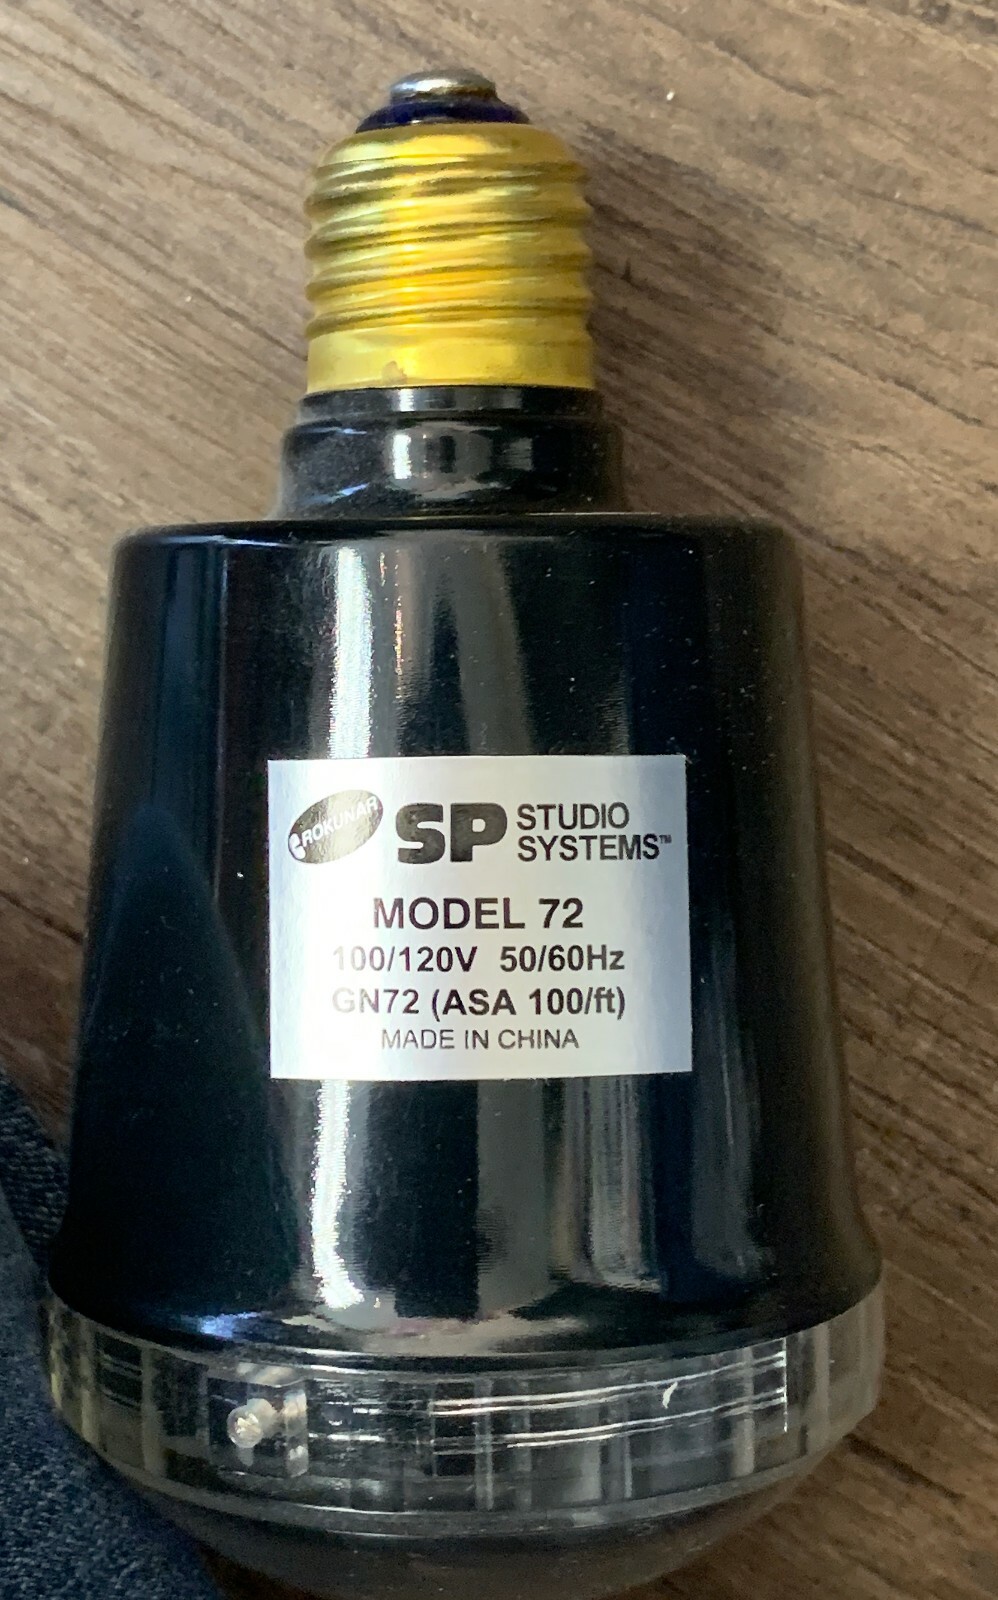 ROKUNAR SP STUDIO
SYSTEMS™
MODEL 72
100/120V 50/60Hz
GN72 (ASA 100/ft)
MADE IN CHINA